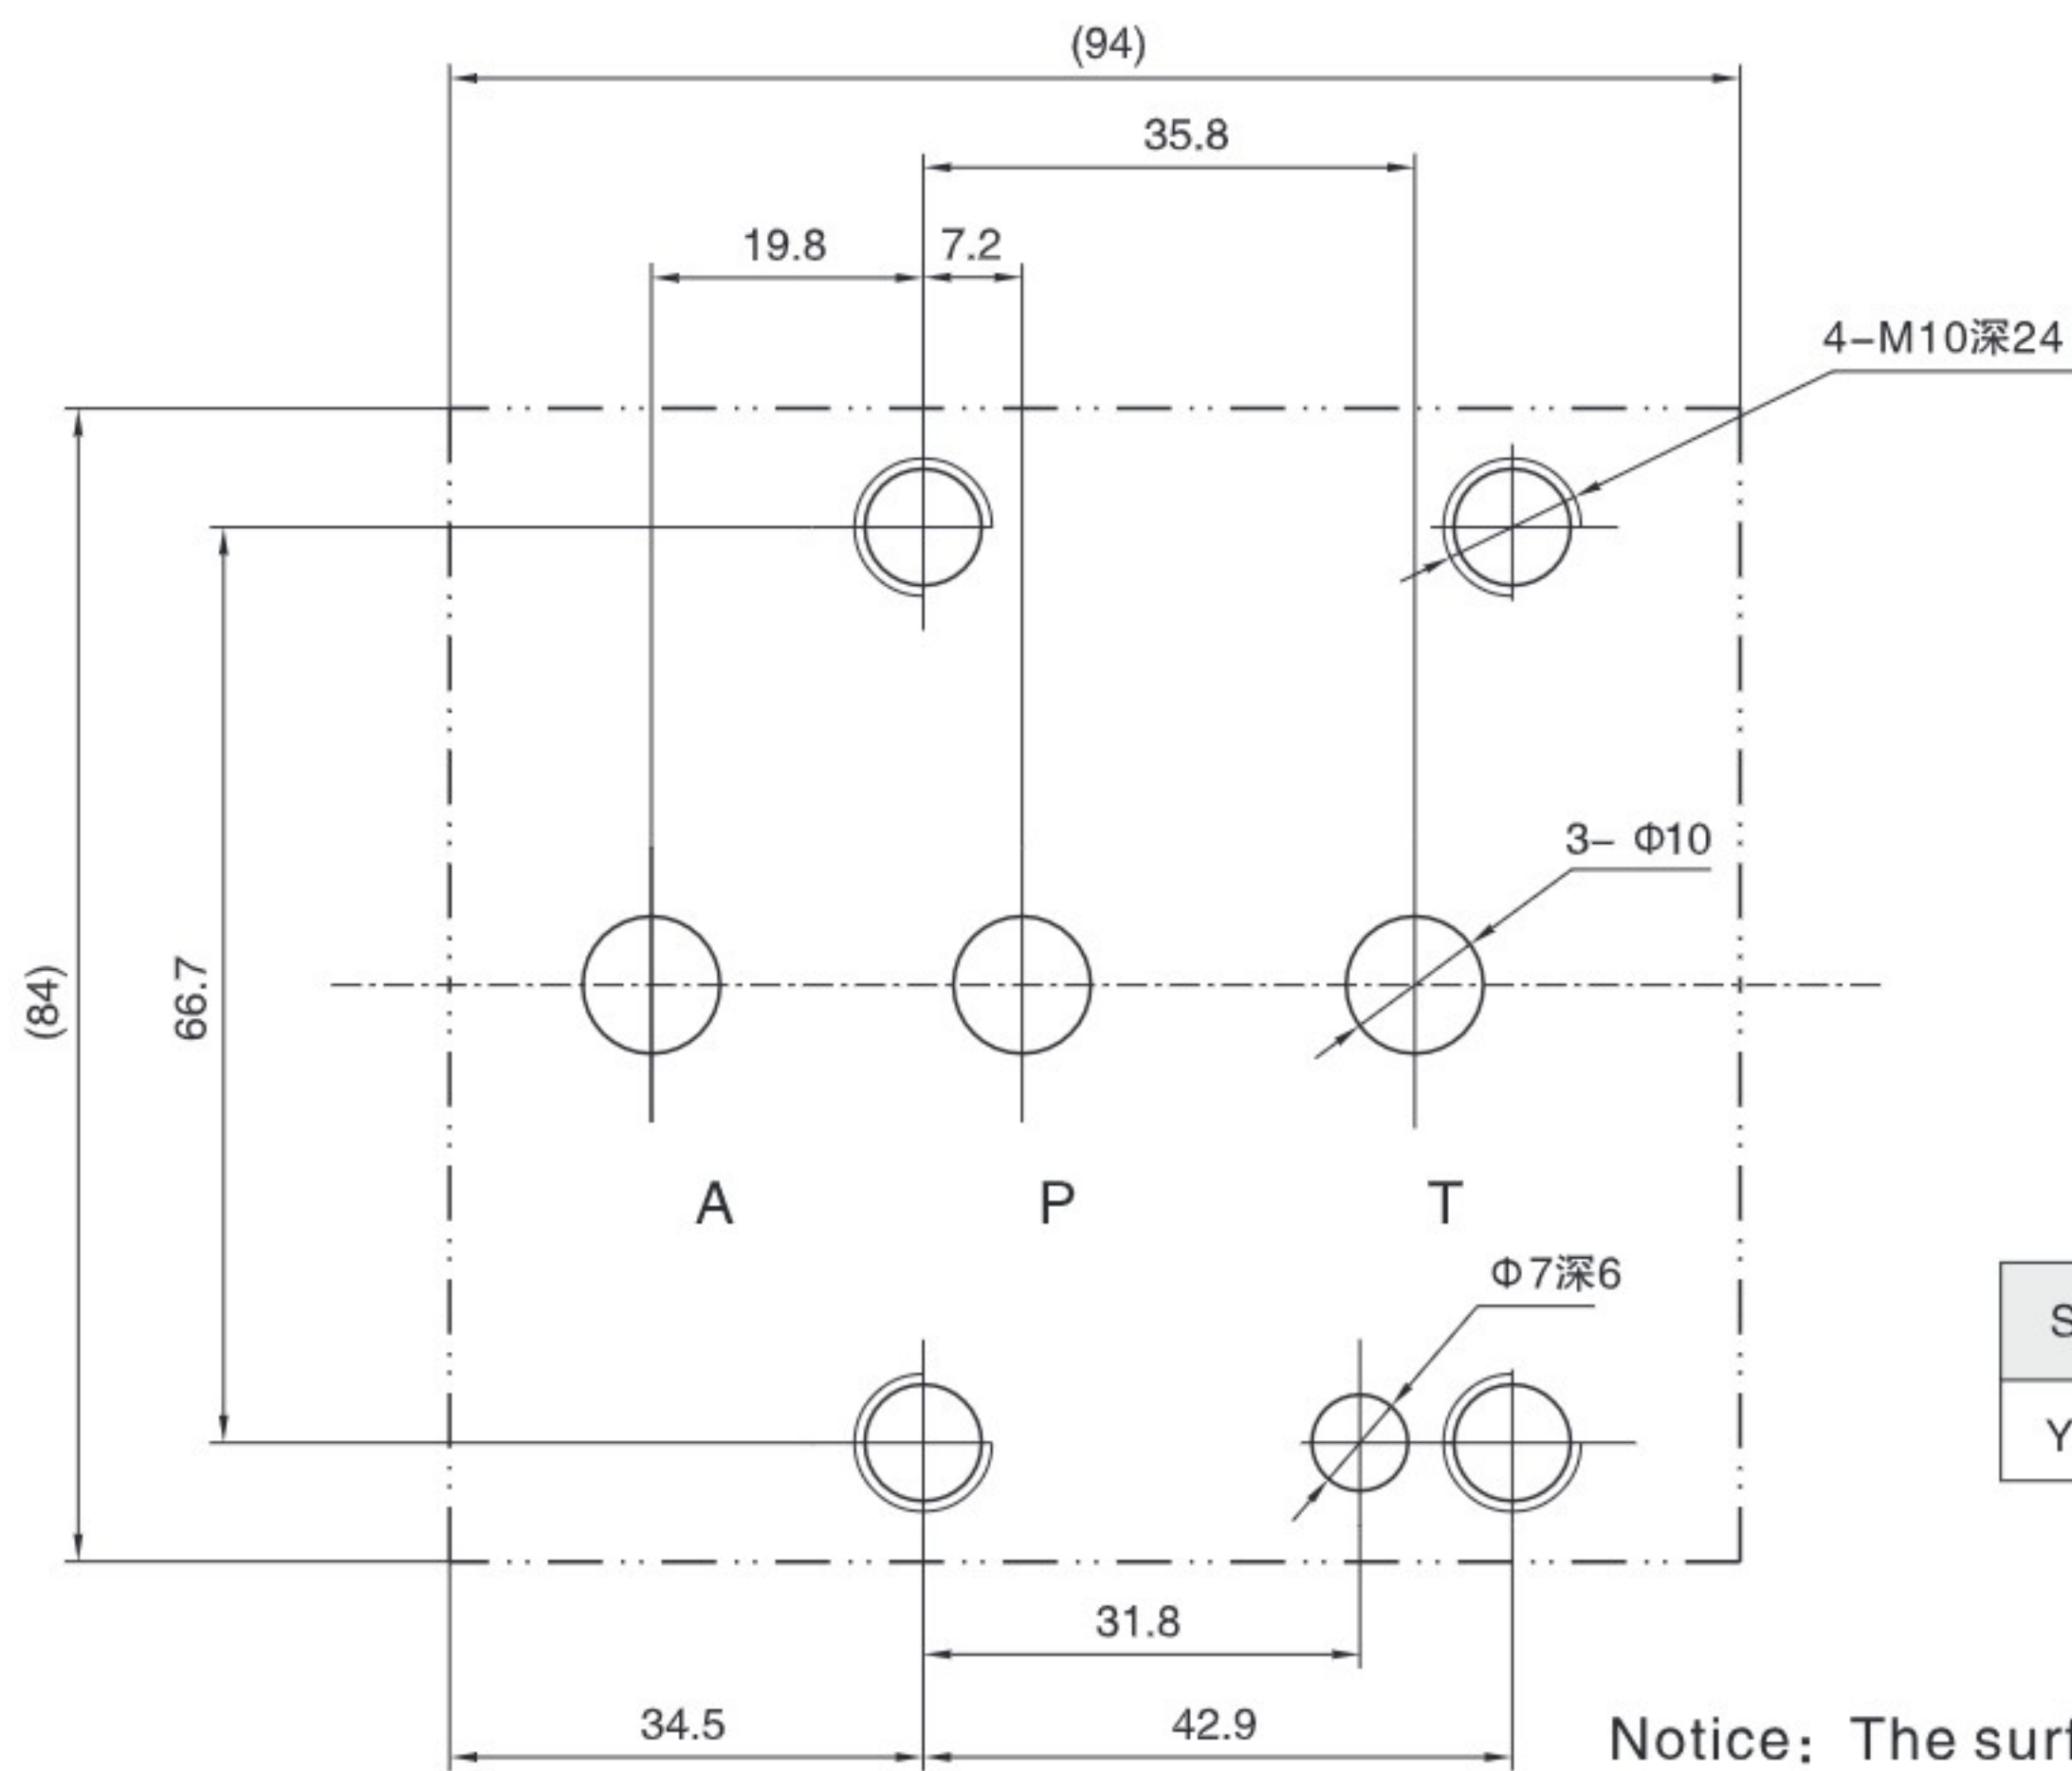 (94)
35.8
19.8
7.2
4-M10深24
3- Φ10
(84)
66.7
A
P
T
Φ7深6
S
Y
31.8
34.5
42.9
Notice: The surf